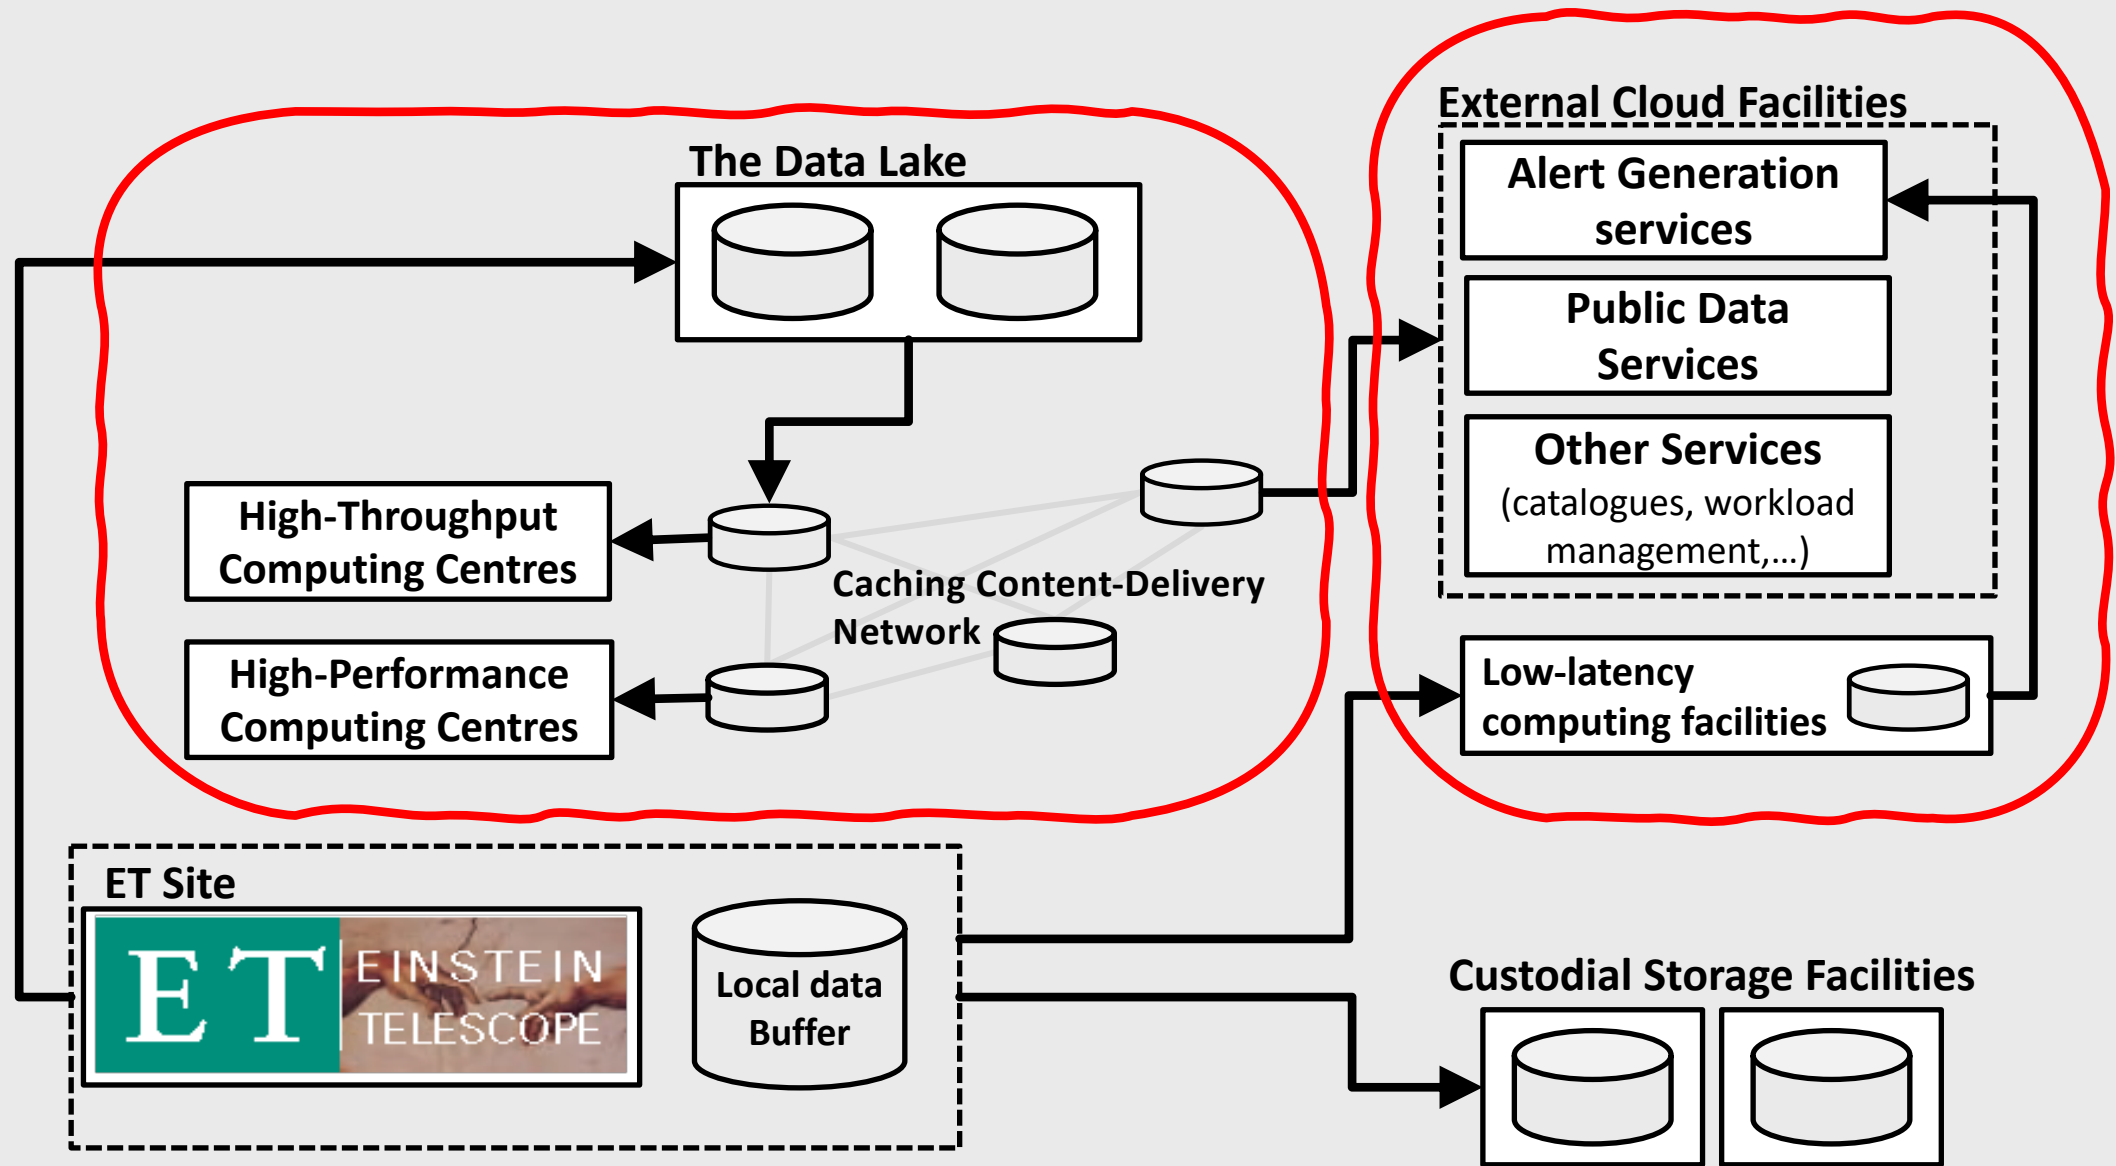 External Cloud Facilities
Alert Generation
services
The Data Lake
Public Data
Services
Other Services
(catalogues, workload
management,...)
High-Throughput
Computing Centres
Caching Content-Delivery
Network
High-Performance
Computing Centres
Low-latency
computing facilities
ET Site
ET
EINSTEIN
TELESCOPE
Local data
Buffer
Custodial Storage Facilities